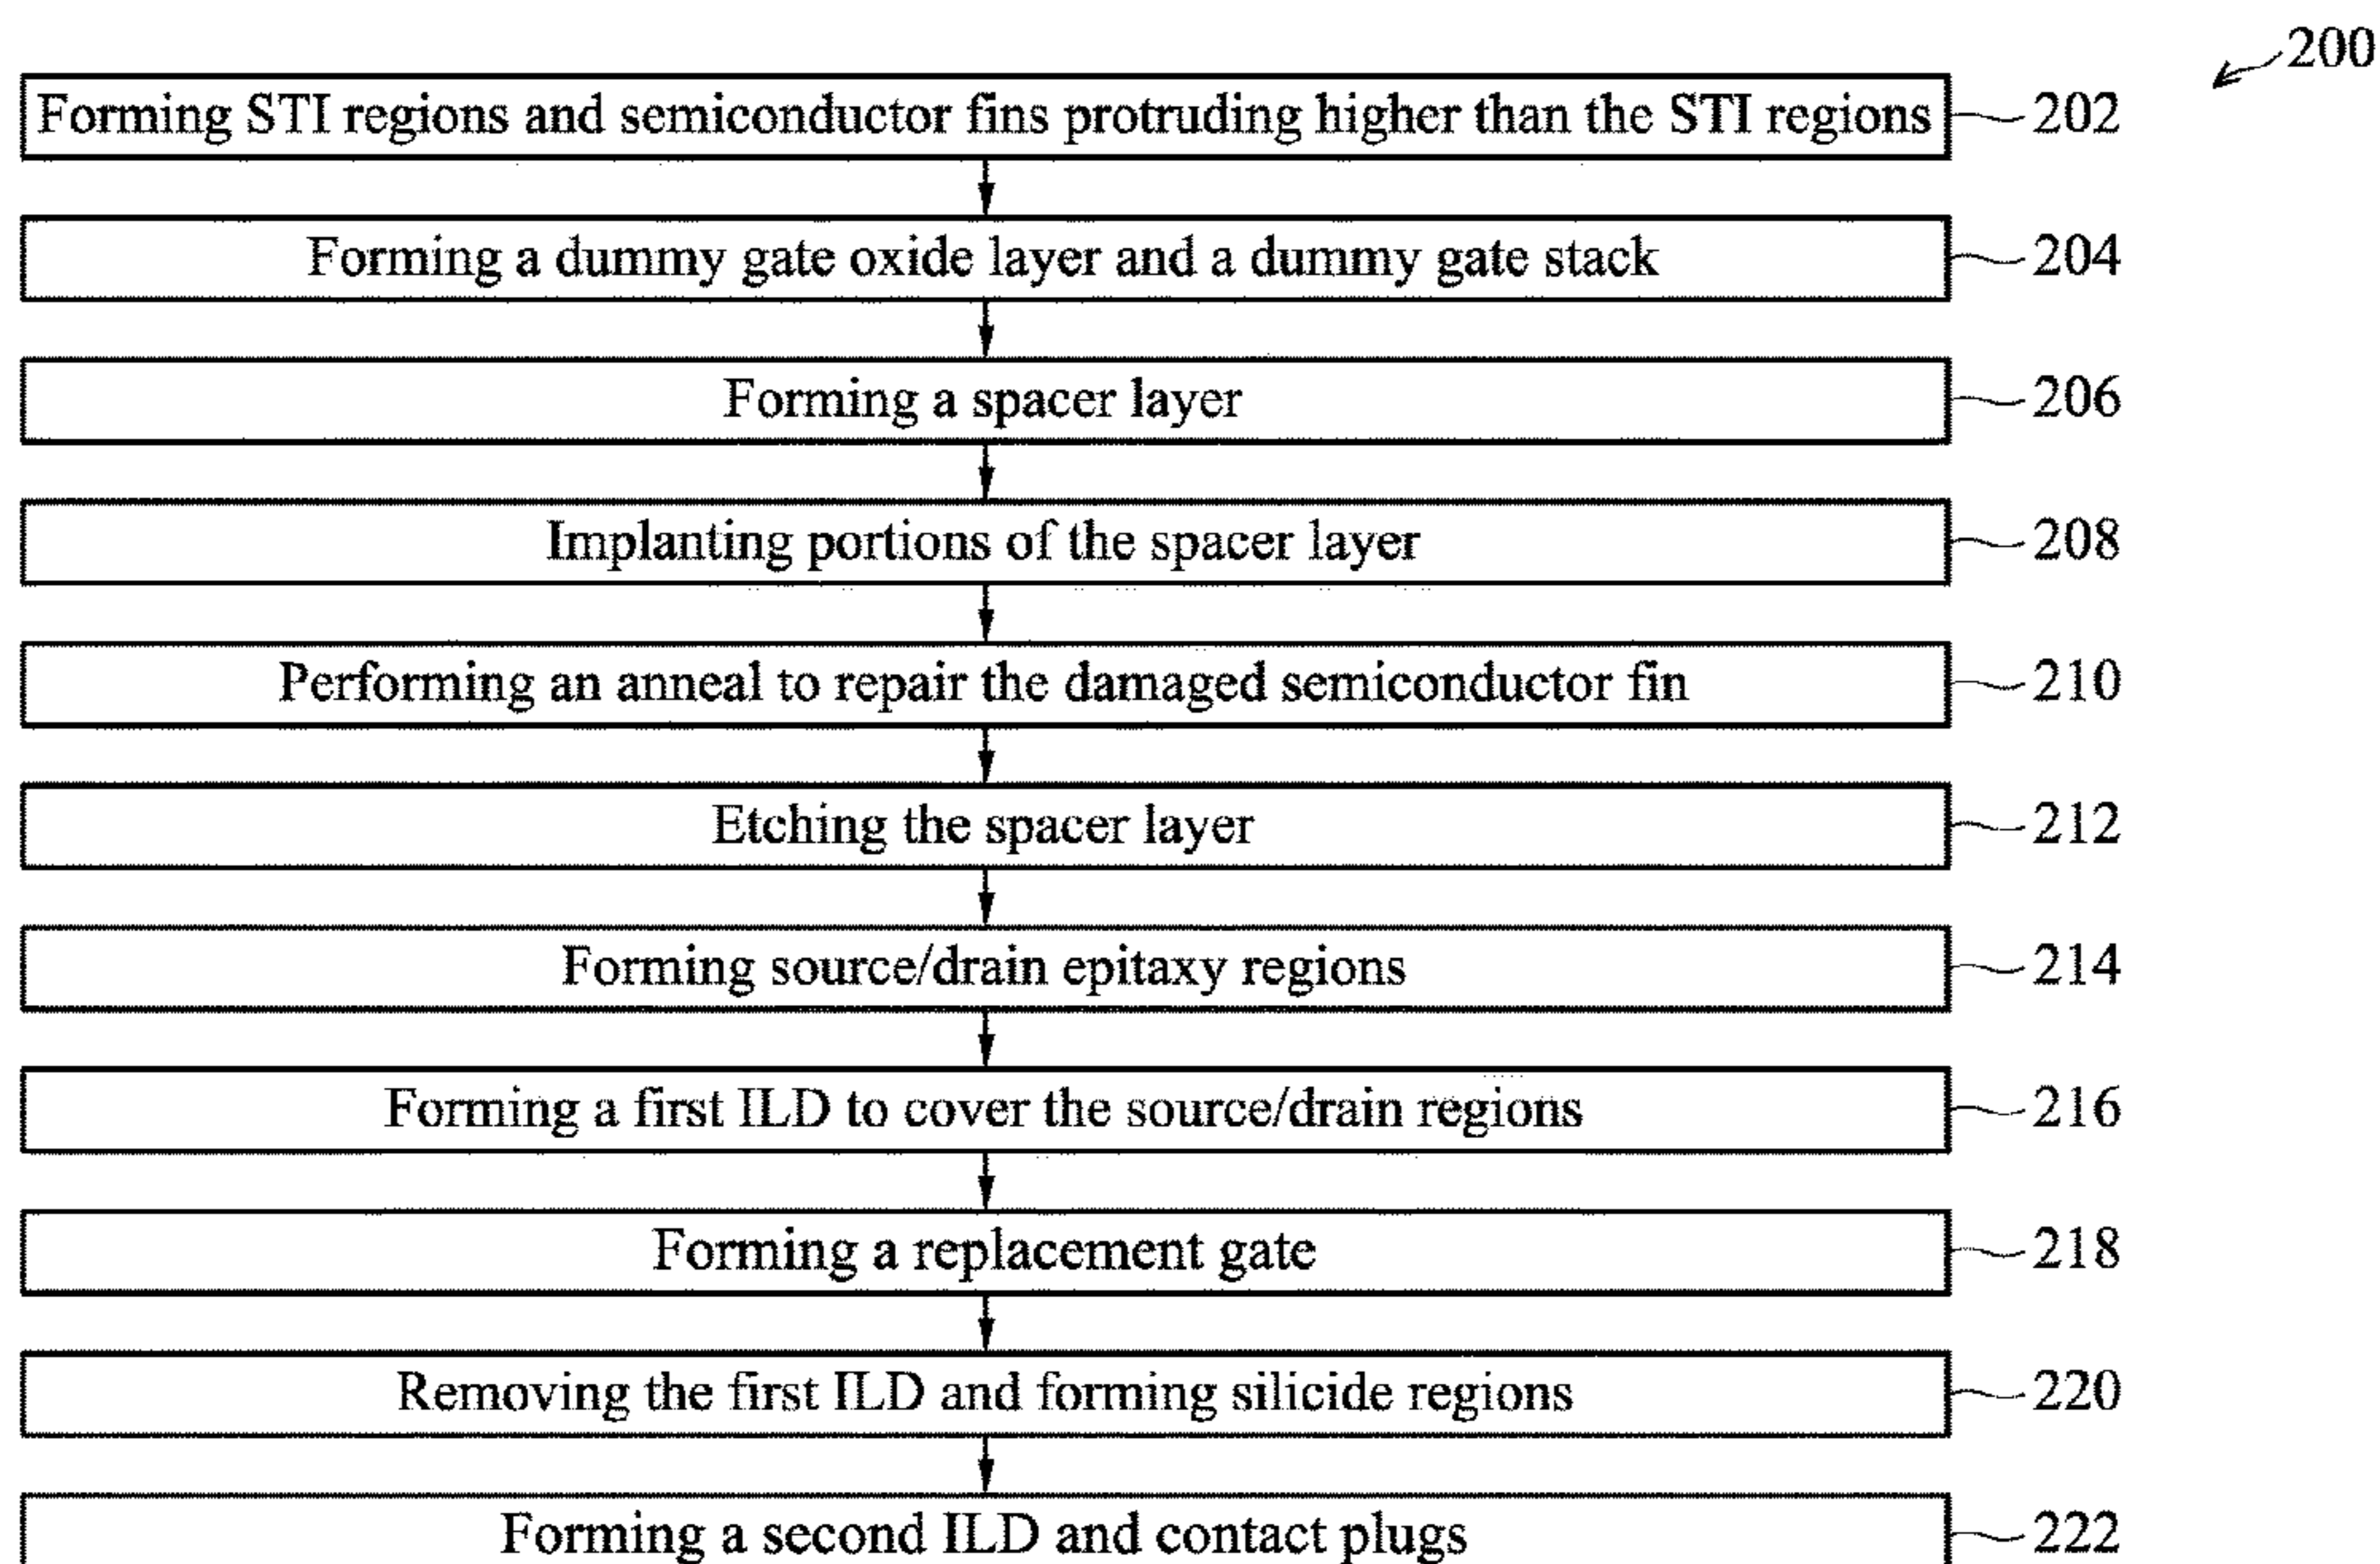 200
Forming STI regions and semiconductor fins protruding higher than the STI regions 202
Forming a dummy gate oxide layer and a dummy gate stack 204
Forming a spacer layer 206
Implanting portions of the spacer layer 208
Performing an anneal to repair the damaged semiconductor fin 210
Etching the spacer layer 212
Forming source/drain epitaxy regions 214
Forming a first ILD to cover the source/drain regions 216
Forming a replacement gate 218
Removing the first ILD and forming silicide regions 220
Forming a second ILD and contact plugs 222